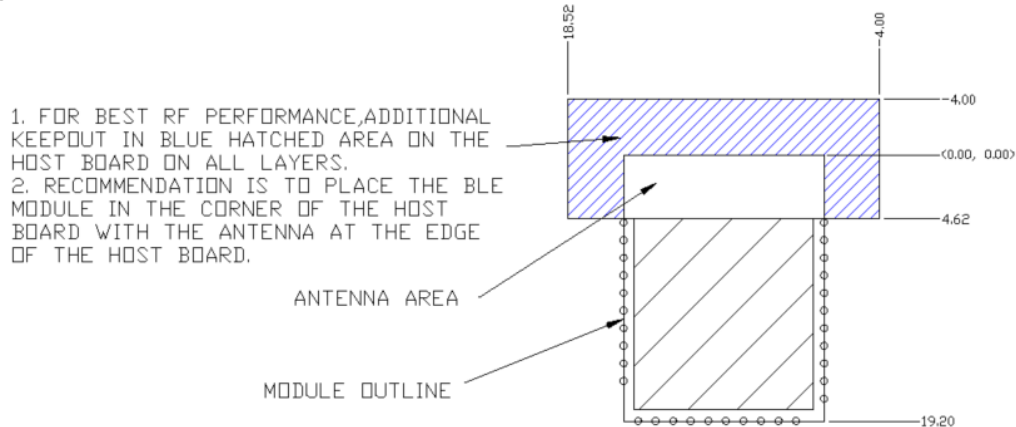 18.52
-4.00
1. FOR BEST RF PERFORMANCE,ADDITIONAL
KEEPOUT IN BLUE HATCHED AREA ON THE
HOST BOARD ON ALL LAYERS.
2. RECOMMENDATION IS TO PLACE THE BLE
MODULE IN THE CORNER OF THE HOST
BOARD WITH THE ANTENNA AT THE EDGE
OF THE HOST BOARD.
-4.00
(0.00, 0.00)
4.62
ANTENNA AREA
MODULE OUTLINE
19.20